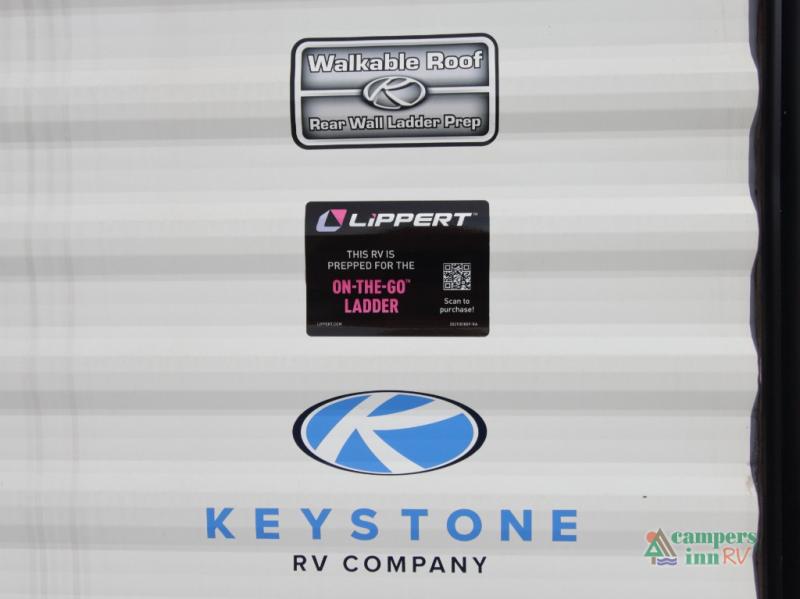 Walkable Roof
Rear Wall Ladder Prep
LiPPERT™
THIS RV IS
PREPPED FOR THE
ON-THE-GO™
LADDER
Scan to
purchase!
LIPPERT.COM
KEYSTONE
RV COMPANY
campers
inn RV